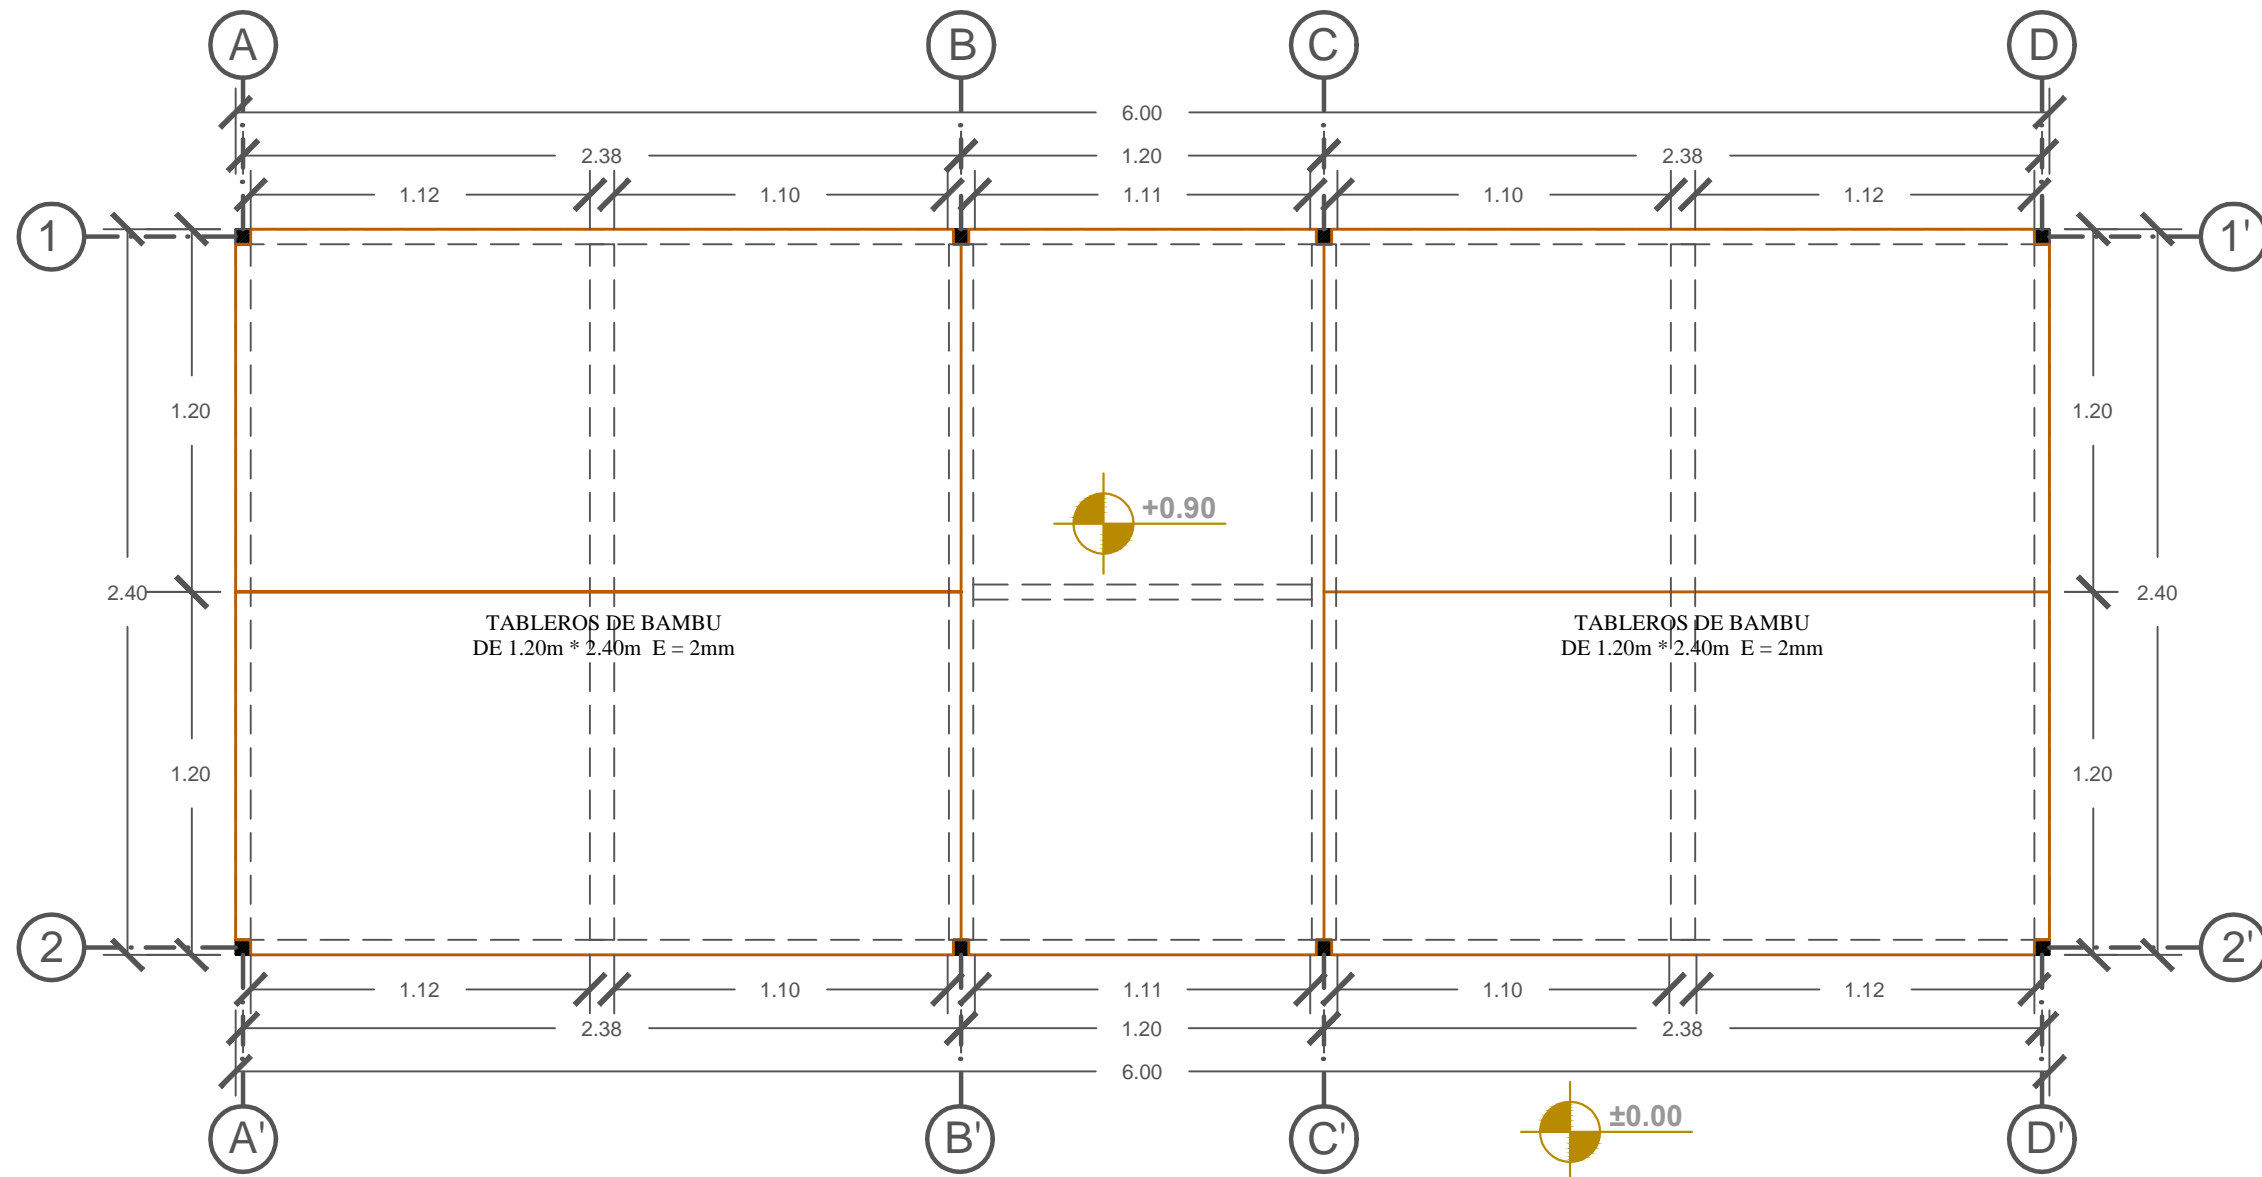 A B C D
6.00
2.38 1.20 2.38
1.12 1.10 1.11 1.10 1.12
1 1'
1.20 1.20
+0.90
2.40 2.40
TABLEROS DE BAMBU
DE 1.20m * 2.40m E = 2mm
TABLEROS DE BAMBU
DE 1.20m * 2.40m E = 2mm
1.20 1.20
2 2'
1.12 1.10 1.11 1.10 1.12
2.38 1.20 2.38
6.00
±0.00
A' B' C' D'